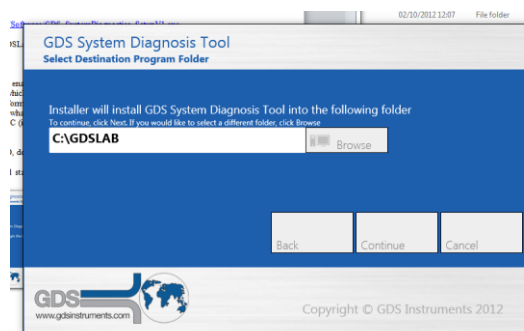 02/10/2012 12:07 File folder
GDS System Diagnosis Tool
Select Destination Program Folder
Installer will install GDS System Diagnosis Tool into the following folder
To continue, click Next. If you would like to select a different folder, click Browse
C:\GDSLAB
Browse
Back
Continue
Cancel
GDS
www.gdsinstruments.com
Copyright © GDS Instruments 2012